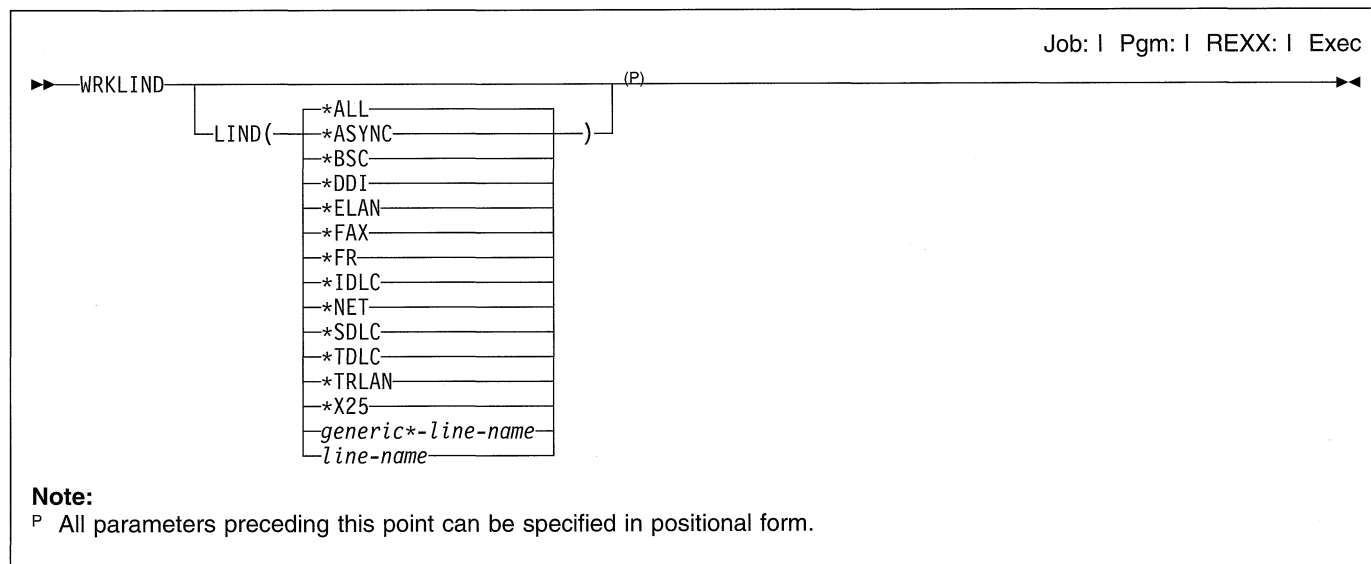 Job: I Pgm: I REXX: I Exec
WRKLIND
(P)
LIND(
*ALL
*ASYNC
)
*BSC
*DDI
*ELAN
*FAX
*FR
*IDLC
*NET
*SDLC
*TDLC
*TRLAN
*X25
generic*-line-name
line-name
Note:
P All parameters preceding this point can be specified in positional form.